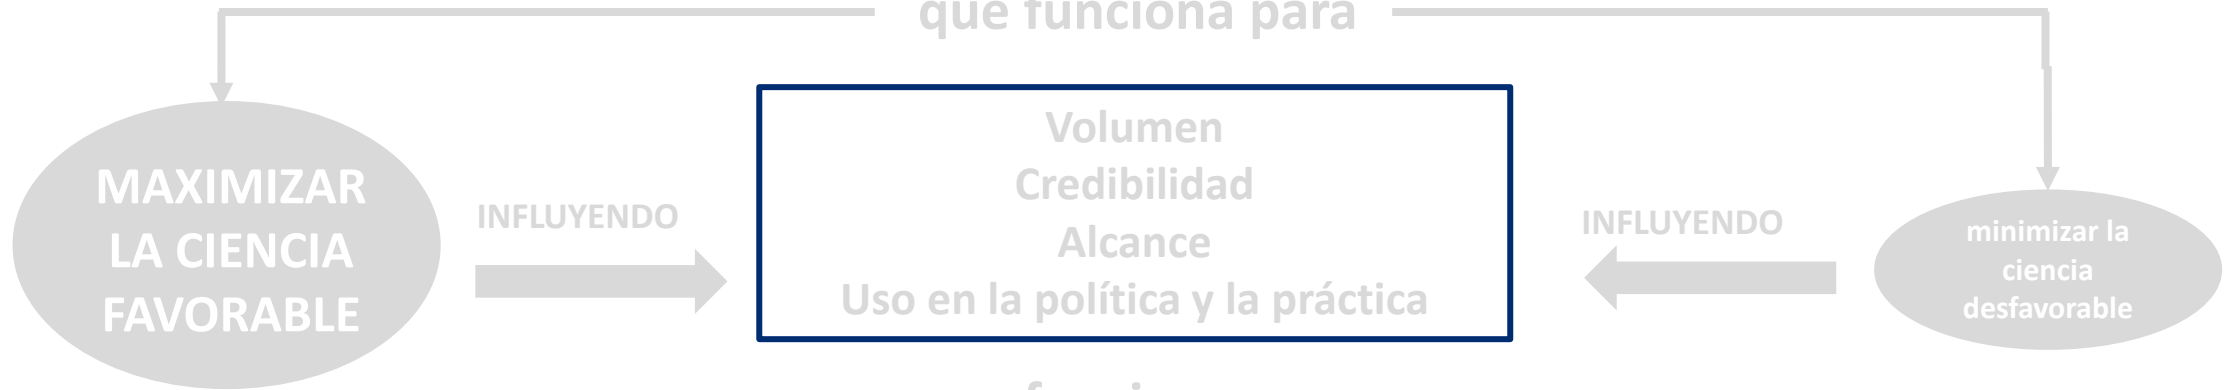 que funciona para
MAXIMIZAR
LA CIENCIA
FAVORABLE
INFLUYENDO
Volumen
Credibilidad
Alcance
Uso en la política y la práctica
INFLUYENDO
minimizar la
ciencia
desfavorable